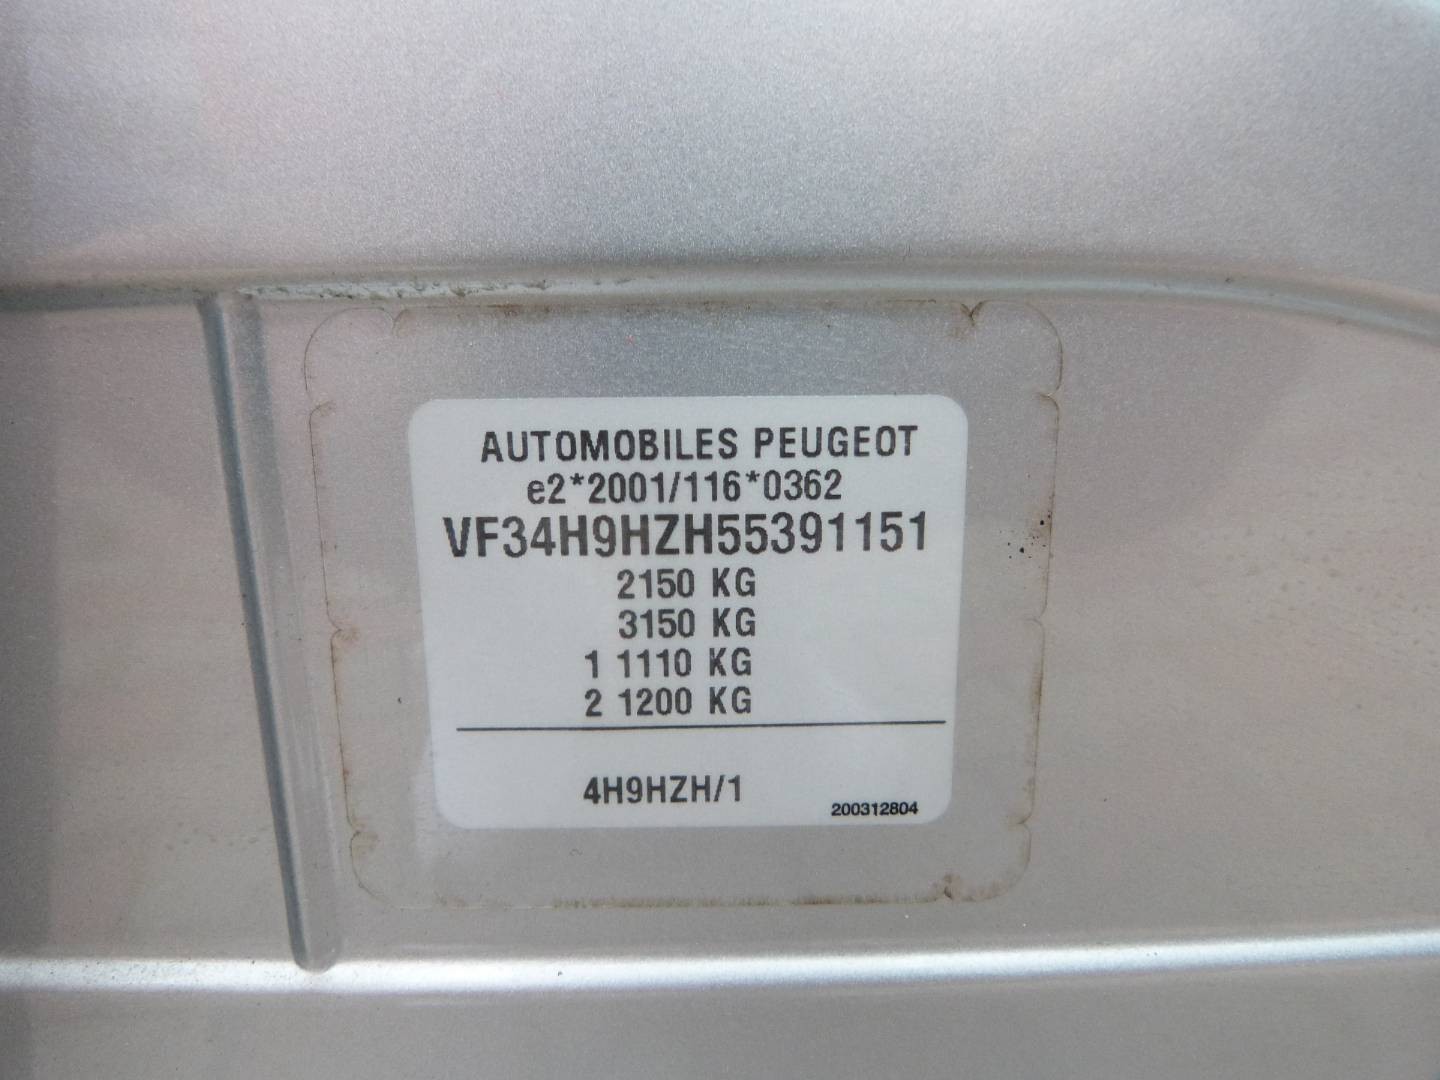 AUTOMOBILES PEUGEOT
e2*2001/116*0362
VF34H9HZH55391151
2150 KG
3150 KG
1 1110 KG
2 1200 KG
4H9HZH/1
200312804